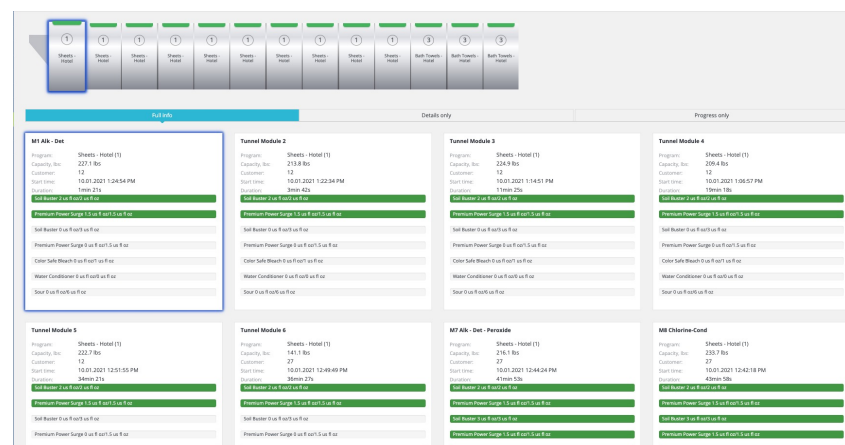 1 1 1 1 1 1 1 1 1 1 3 3 3
Sheets - Hotel Sheets - Hotel Sheets - Hotel Sheets - Hotel Sheets - Hotel Sheets - Hotel Sheets - Hotel Sheets - Hotel Sheets - Hotel Sheets - Hotel Bath Towels - Hotel Bath Towels - Hotel Bath Towels - Hotel
Full info Details only Progress only
M1 Alk - Det
Program: Sheets - Hotel (1)
Capacity, lbs: 227.1 lbs
Customer: 12
Start time: 10.01.2021 1:24:54 PM
Duration: 1min 21s
Soil Buster 2 us fl oz/2 us fl oz
Premium Power Surge 1.5 us fl oz/1.5 us fl oz
Soil Buster 0 us fl oz/3 us fl oz
Premium Power Surge 0 us fl oz/1.5 us fl oz
Color Safe Bleach 0 us fl oz/1 us fl oz
Water Conditioner 0 us fl oz/0 us fl oz
Sour 0 us fl oz/6 us fl oz
Tunnel Module 2
Program: Sheets - Hotel (1)
Capacity, lbs: 213.8 lbs
Customer: 12
Start time: 10.01.2021 1:22:34 PM
Duration: 3min 42s
Soil Buster 2 us fl oz/2 us fl oz
Premium Power Surge 1.5 us fl oz/1.5 us fl oz
Soil Buster 0 us fl oz/3 us fl oz
Premium Power Surge 0 us fl oz/1.5 us fl oz
Color Safe Bleach 0 us fl oz/1 us fl oz
Water Conditioner 0 us fl oz/0 us fl oz
Sour 0 us fl oz/6 us fl oz
Tunnel Module 3
Program: Sheets - Hotel (1)
Capacity, lbs: 224.9 lbs
Customer: 12
Start time: 10.01.2021 1:14:51 PM
Duration: 11min 25s
Soil Buster 2 us fl oz/2 us fl oz
Premium Power Surge 1.5 us fl oz/1.5 us fl oz
Soil Buster 0 us fl oz/3 us fl oz
Premium Power Surge 0 us fl oz/1.5 us fl oz
Color Safe Bleach 0 us fl oz/1 us fl oz
Water Conditioner 0 us fl oz/0 us fl oz
Sour 0 us fl oz/6 us fl oz
Tunnel Module 4
Program: Sheets - Hotel (1)
Capacity, lbs: 209.4 lbs
Customer: 12
Start time: 10.01.2021 1:06:57 PM
Duration: 19min 18s
Soil Buster 2 us fl oz/2 us fl oz
Premium Power Surge 1.5 us fl oz/1.5 us fl oz
Soil Buster 0 us fl oz/3 us fl oz
Premium Power Surge 0 us fl oz/1.5 us fl oz
Color Safe Bleach 0 us fl oz/1 us fl oz
Water Conditioner 0 us fl oz/0 us fl oz
Sour 0 us fl oz/6 us fl oz
Tunnel Module 5
Program: Sheets - Hotel (1)
Capacity, lbs: 222.7 lbs
Customer: 12
Start time: 10.01.2021 12:51:55 PM
Duration: 34min 21s
Soil Buster 2 us fl oz/2 us fl oz
Premium Power Surge 1.5 us fl oz/1.5 us fl oz
Soil Buster 0 us fl oz/3 us fl oz
Premium Power Surge 0 us fl oz/1.5 us fl oz
Tunnel Module 6
Program: Sheets - Hotel (1)
Capacity, lbs: 141.1 lbs
Customer: 27
Start time: 10.01.2021 12:49:49 PM
Duration: 36min 27s
Soil Buster 2 us fl oz/2 us fl oz
Premium Power Surge 1.5 us fl oz/1.5 us fl oz
Soil Buster 0 us fl oz/3 us fl oz
Premium Power Surge 0 us fl oz/1.5 us fl oz
M7 Alk - Det - Peroxide
Program: Sheets - Hotel (1)
Capacity, lbs: 216.1 lbs
Customer: 27
Start time: 10.01.2021 12:44:24 PM
Duration: 41min 53s
Soil Buster 2 us fl oz/2 us fl oz
Premium Power Surge 1.5 us fl oz/1.5 us fl oz
Soil Buster 3 us fl oz/3 us fl oz
Premium Power Surge 1.5 us fl oz/1.5 us fl oz
M8 Chlorine-Cond
Program: Sheets - Hotel (1)
Capacity, lbs: 233.7 lbs
Customer: 27
Start time: 10.01.2021 12:42:18 PM
Duration: 43min 58s
Soil Buster 2 us fl oz/2 us fl oz
Premium Power Surge 1.5 us fl oz/1.5 us fl oz
Soil Buster 3 us fl oz/3 us fl oz
Premium Power Surge 1.5 us fl oz/1.5 us fl oz